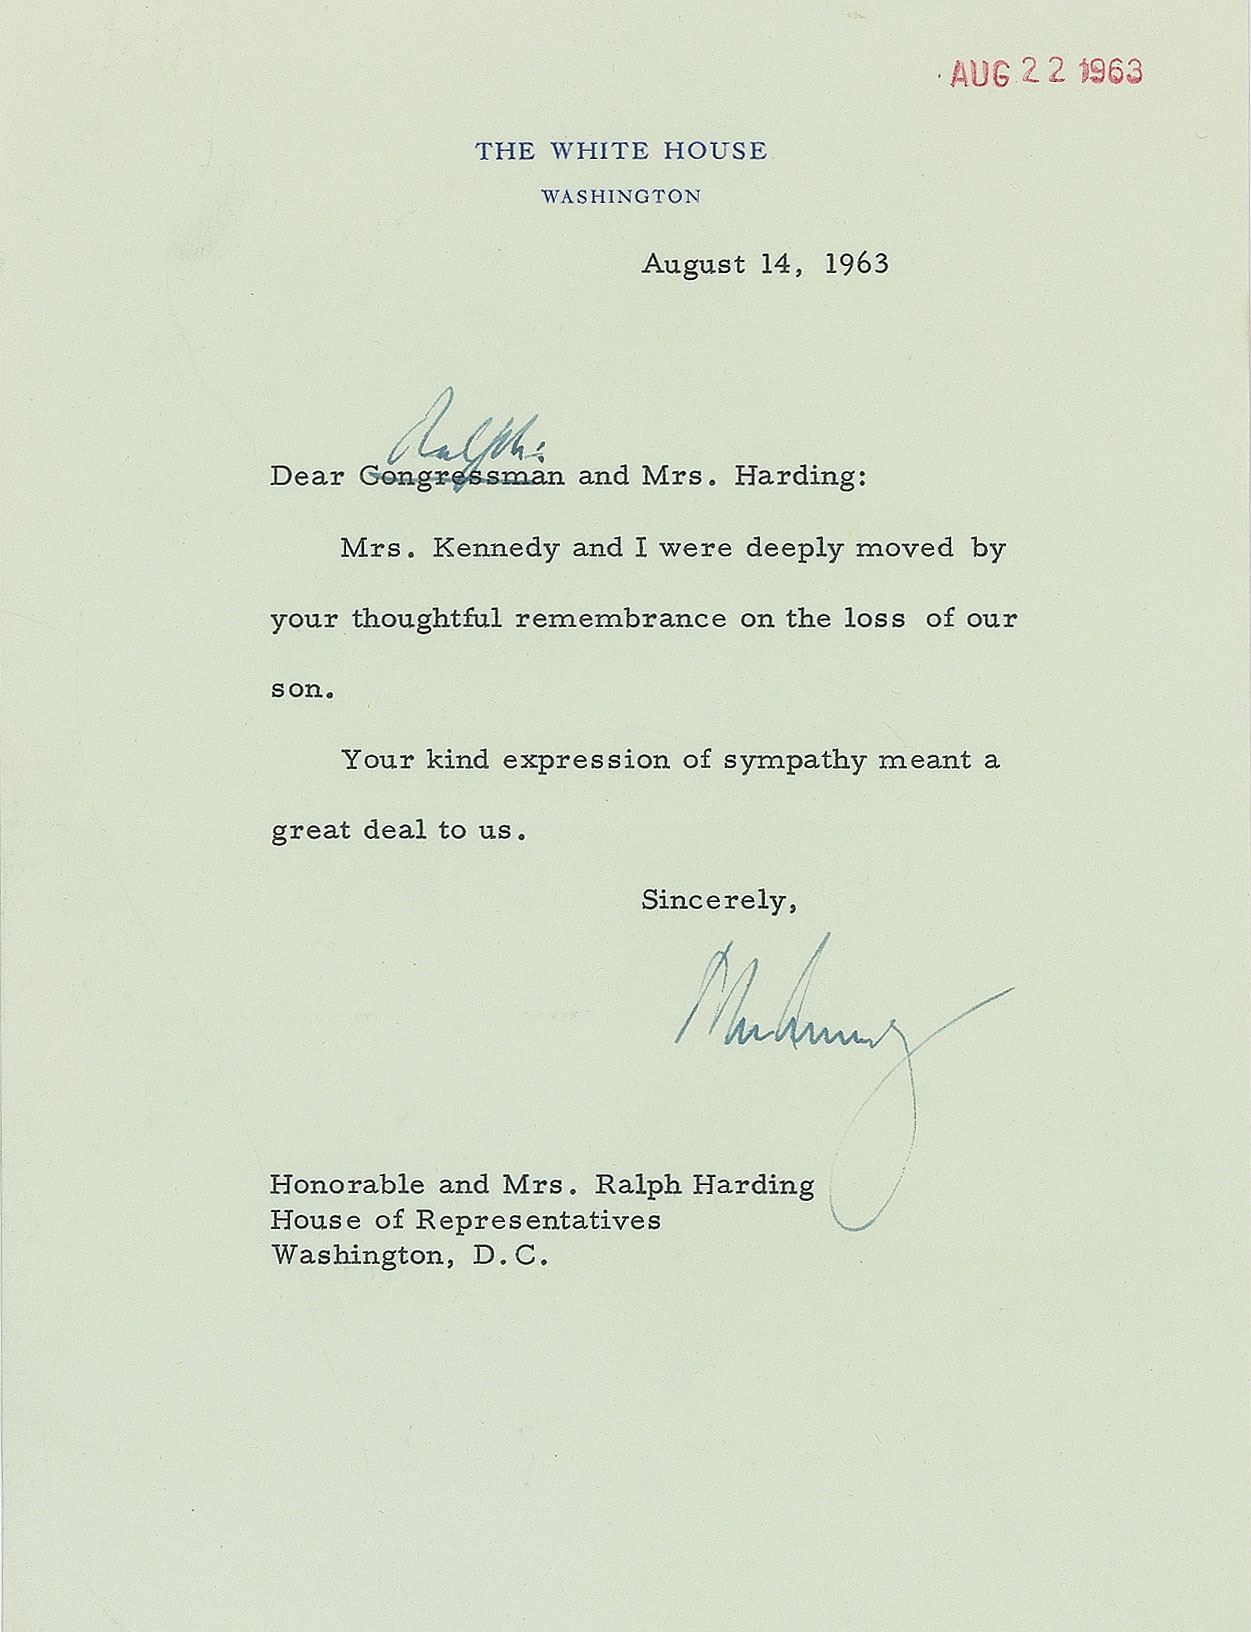 AUG 22 1963
THE WHITE HOUSE
WASHINGTON
August 14, 1963
Ralph:
Dear Congressman and Mrs. Harding:
Mrs. Kennedy and I were deeply moved by
your thoughtful remembrance on the loss of our
son.
Your kind expression of sympathy meant a
great deal to us.
Sincerely,
Honorable and Mrs. Ralph Harding
House of Representatives
Washington, D.C.